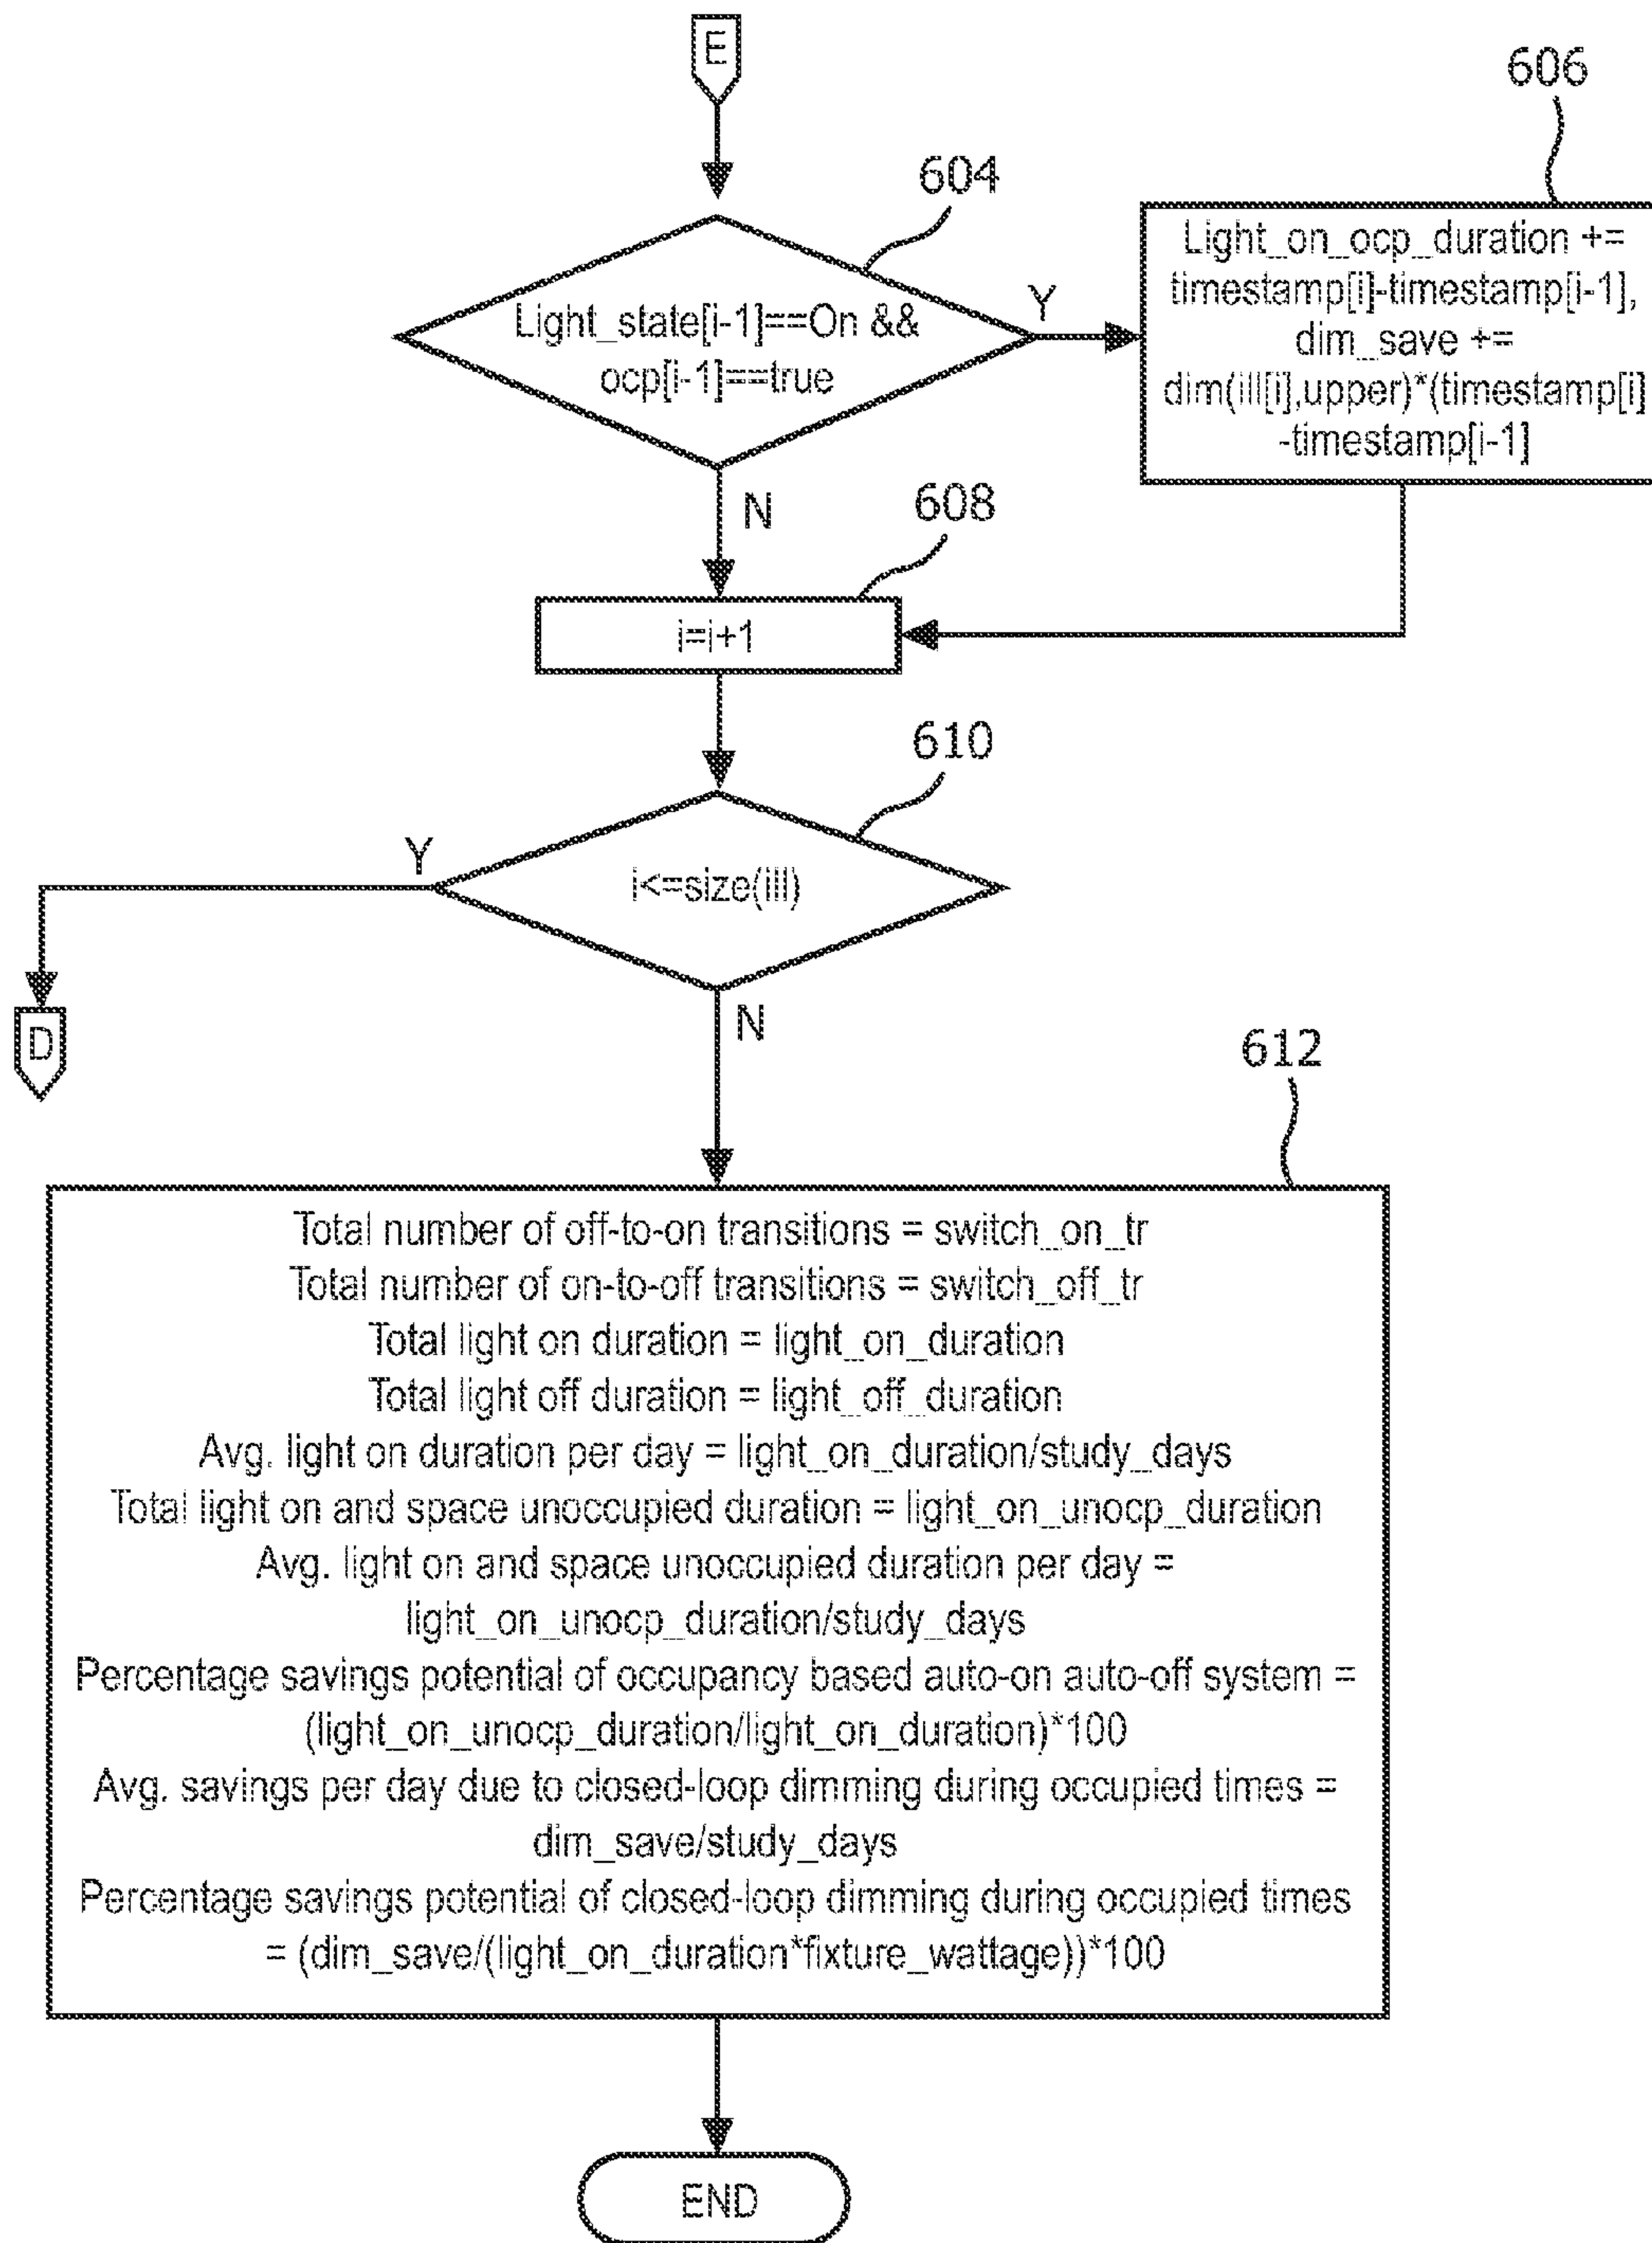 E
606
604
Light_on_ocp_duration +=
timestamp[i]-timestamp[i-1],
dim_save +=
dim(ill[i],upper)*(timestamp[i]
-timestamp[i-1]
Y
Light_state[i-1]==On &&
ocp[i-1]==true
N
608
i=i+1
610
Y
i<=size(ill)
D
N
612
Total number of off-to-on transitions = switch_on_tr
Total number of on-to-off transitions = switch_off_tr
Total light on duration = light_on_duration
Total light off duration = light_off_duration
Avg. light on duration per day = light_on_duration/study_days
Total light on and space unoccupied duration = light_on_unocp_duration
Avg. light on and space unoccupied duration per day =
light_on_unocp_duration/study_days
Percentage savings potential of occupancy based auto-on auto-off system =
(light_on_unocp_duration/light_on_duration)*100
Avg. savings per day due to closed-loop dimming during occupied times =
dim_save/study_days
Percentage savings potential of closed-loop dimming during occupied times
= (dim_save/(light_on_duration*fixture_wattage))*100
END